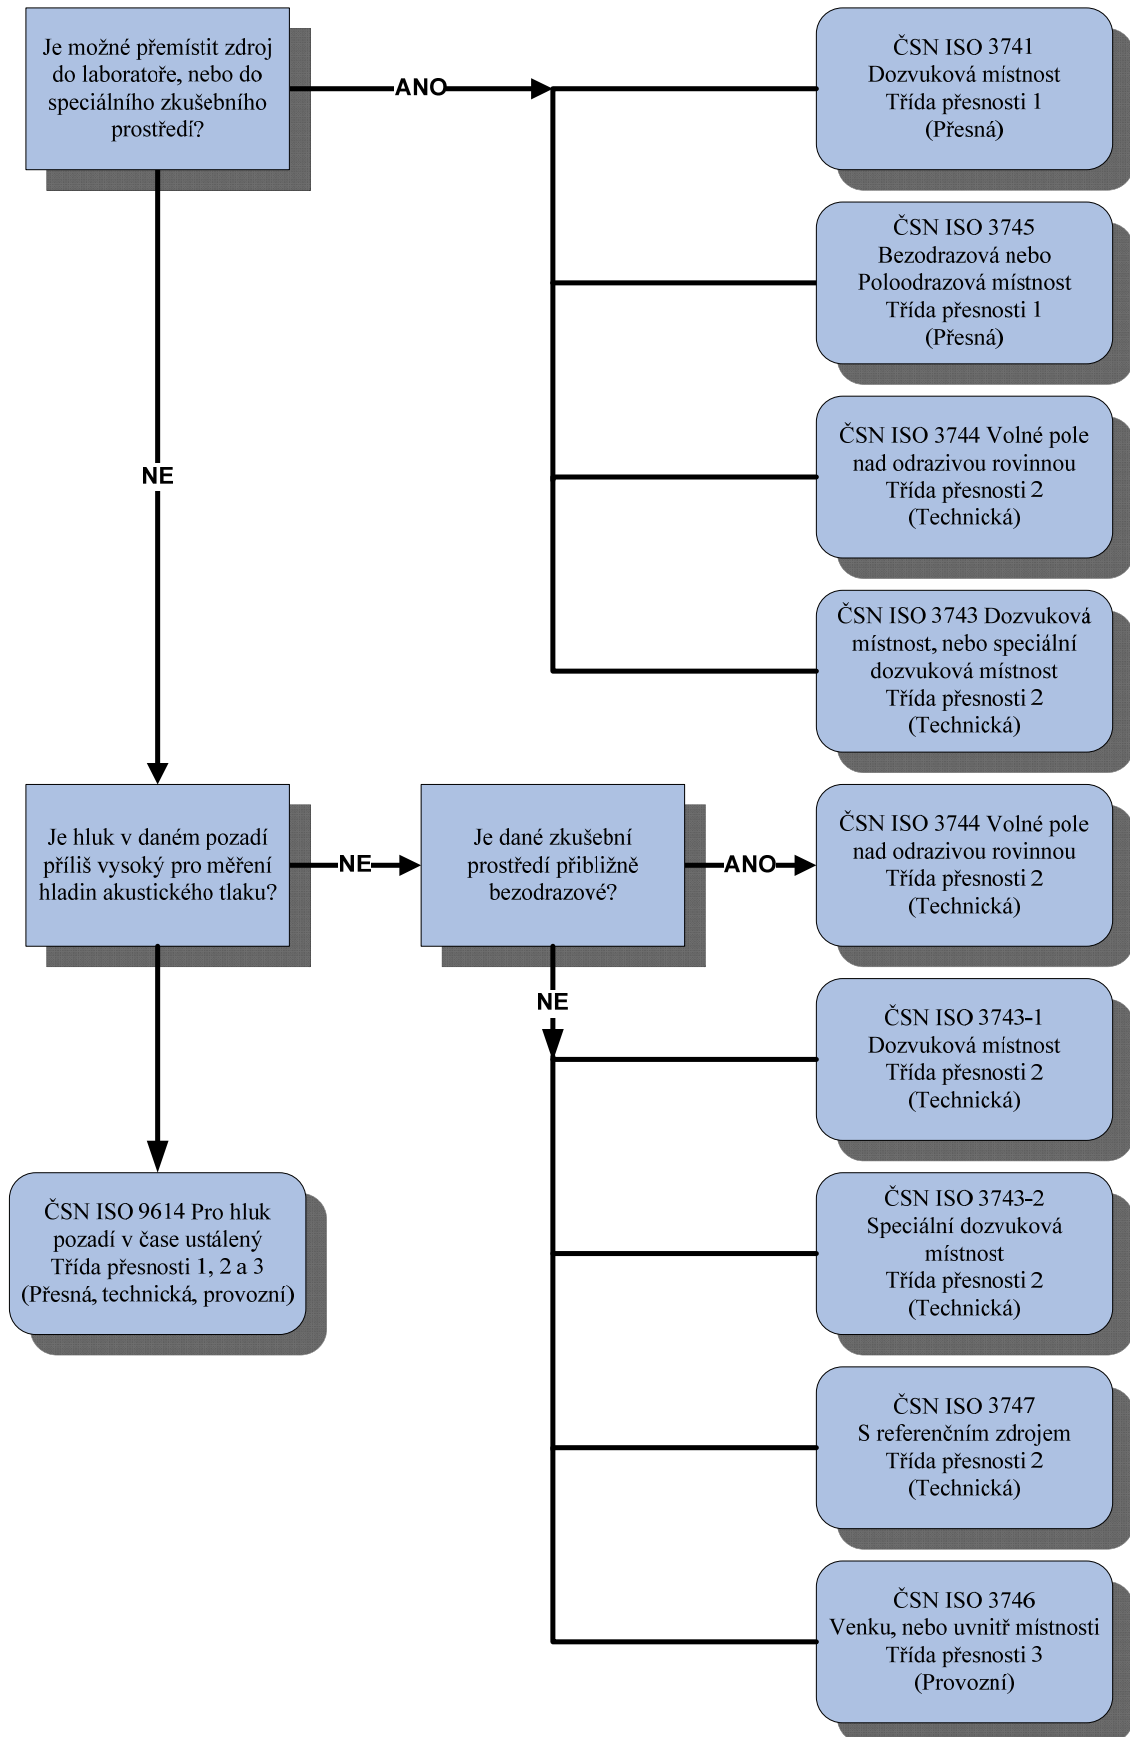 Je možné přemístit zdroj
do laboratoře, nebo do
speciálního zkušebního
prostředí?
ANO
ČSN ISO 3741
Dozvuková místnost
Třída přesnosti 1
(Přesná)
ČSN ISO 3745
Bezodrazová nebo
Poloodrazová místnost
Třída přesnosti 1
(Přesná)
ČSN ISO 3744 Volné pole
nad odrazivou rovinnou
Třída přesnosti 2
(Technická)
ČSN ISO 3743 Dozvuková
místnost, nebo speciální
dozvuková místnost
Třída přesnosti 2
(Technická)
NE
Je hluk v daném pozadí
příliš vysoký pro měření
hladin akustického tlaku?
NE
Je dané zkušební
prostředí přibližně
bezodrazové?
ANO
ČSN ISO 3744 Volné pole
nad odrazivou rovinnou
Třída přesnosti 2
(Technická)
NE
ČSN ISO 3743-1
Dozvuková místnost
Třída přesnosti 2
(Technická)
ČSN ISO 3743-2
Speciální dozvuková
místnost
Třída přesnosti 2
(Technická)
ČSN ISO 3747
S referenčním zdrojem
Třída přesnosti 2
(Technická)
ČSN ISO 3746
Venku, nebo uvnitř místnosti
Třída přesnosti 3
(Provozní)
ČSN ISO 9614 Pro hluk
pozadí v čase ustálený
Třída přesnosti 1, 2 a 3
(Přesná, technická, provozní)